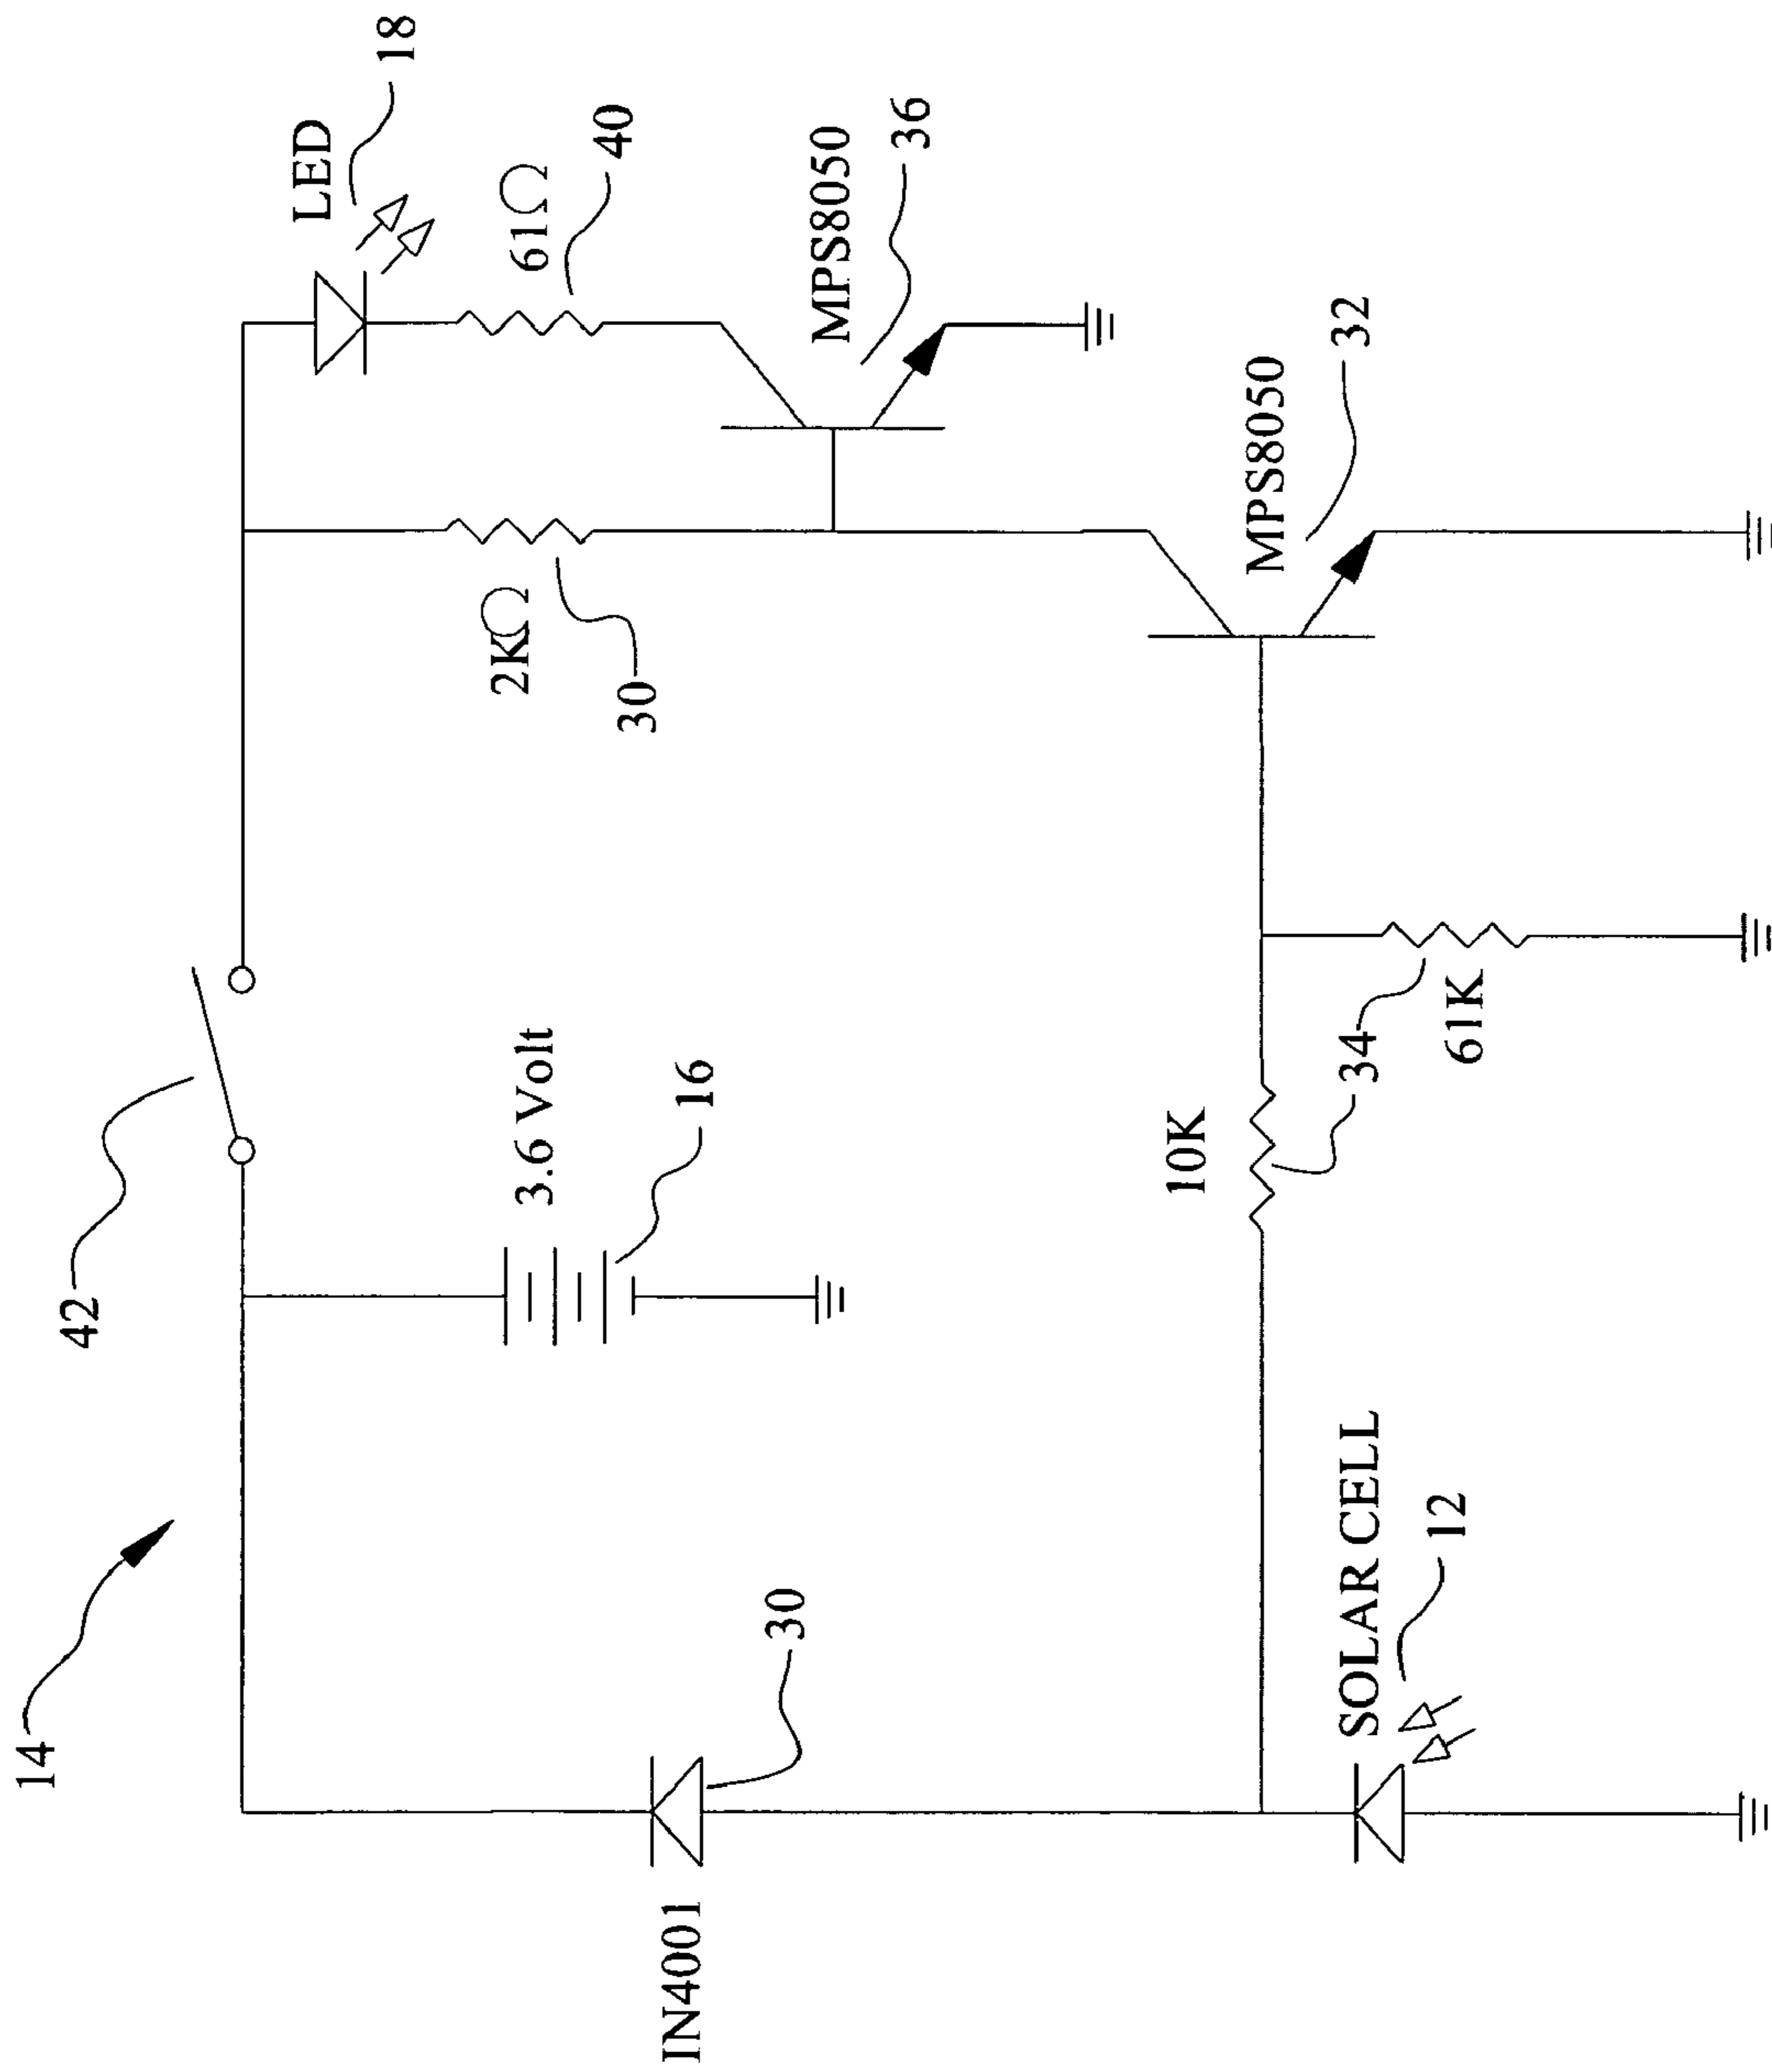 14
42
18
LED
61Ω
40
2KΩ
30
MPS8050
36
3.6 Volt
16
MPS8050
32
30
IN4001
10K
34
61K
SOLAR CELL
12